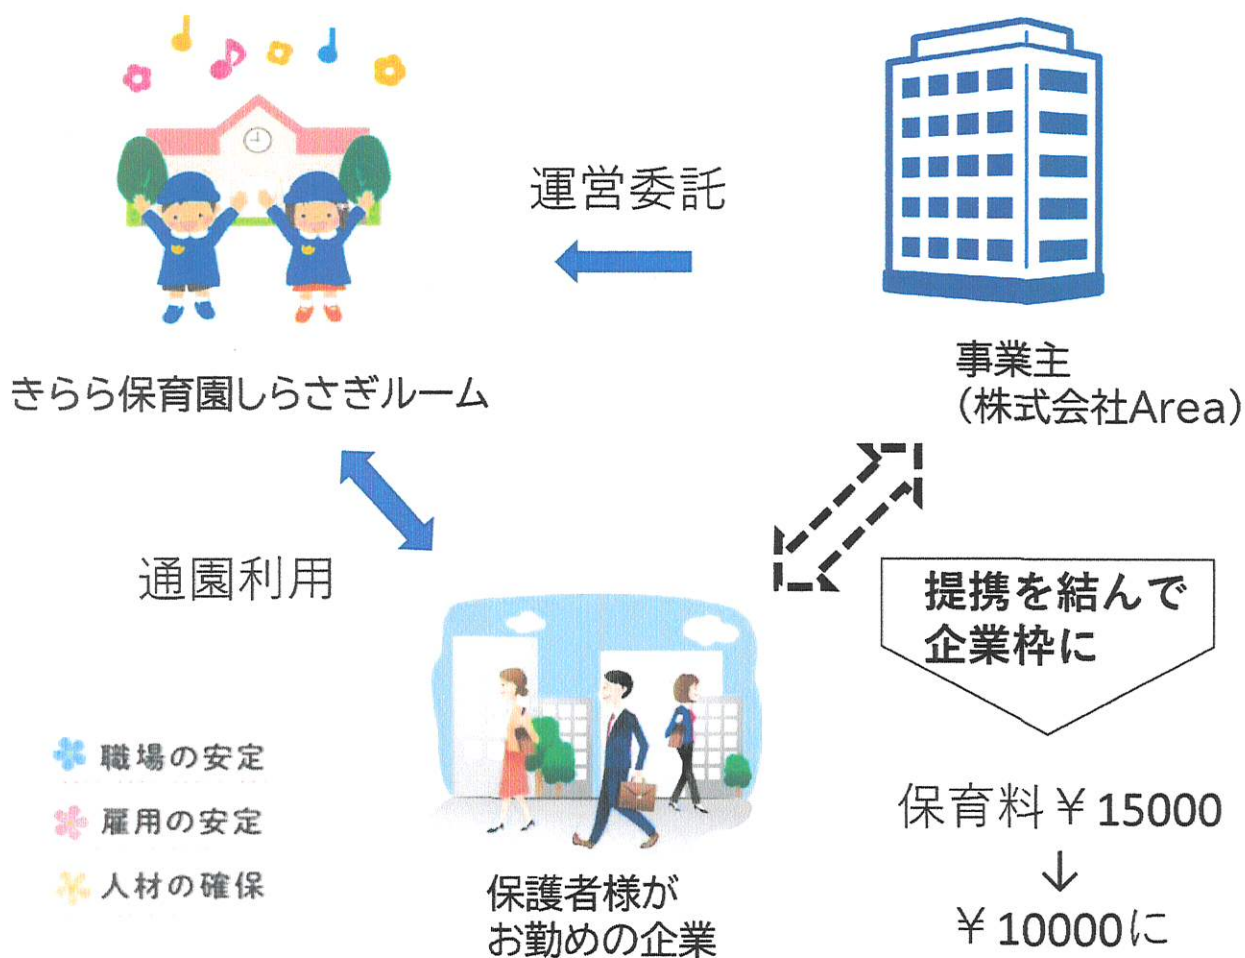 運営委託
きらら保育園しらさぎルーム
事業主
（株式会社Area）
通園利用
提携を結んで
企業枠に
職場の安定
雇用の安定
人材の確保
保護者様が
お勤めの企業
保育料￥15000
↓
￥10000に